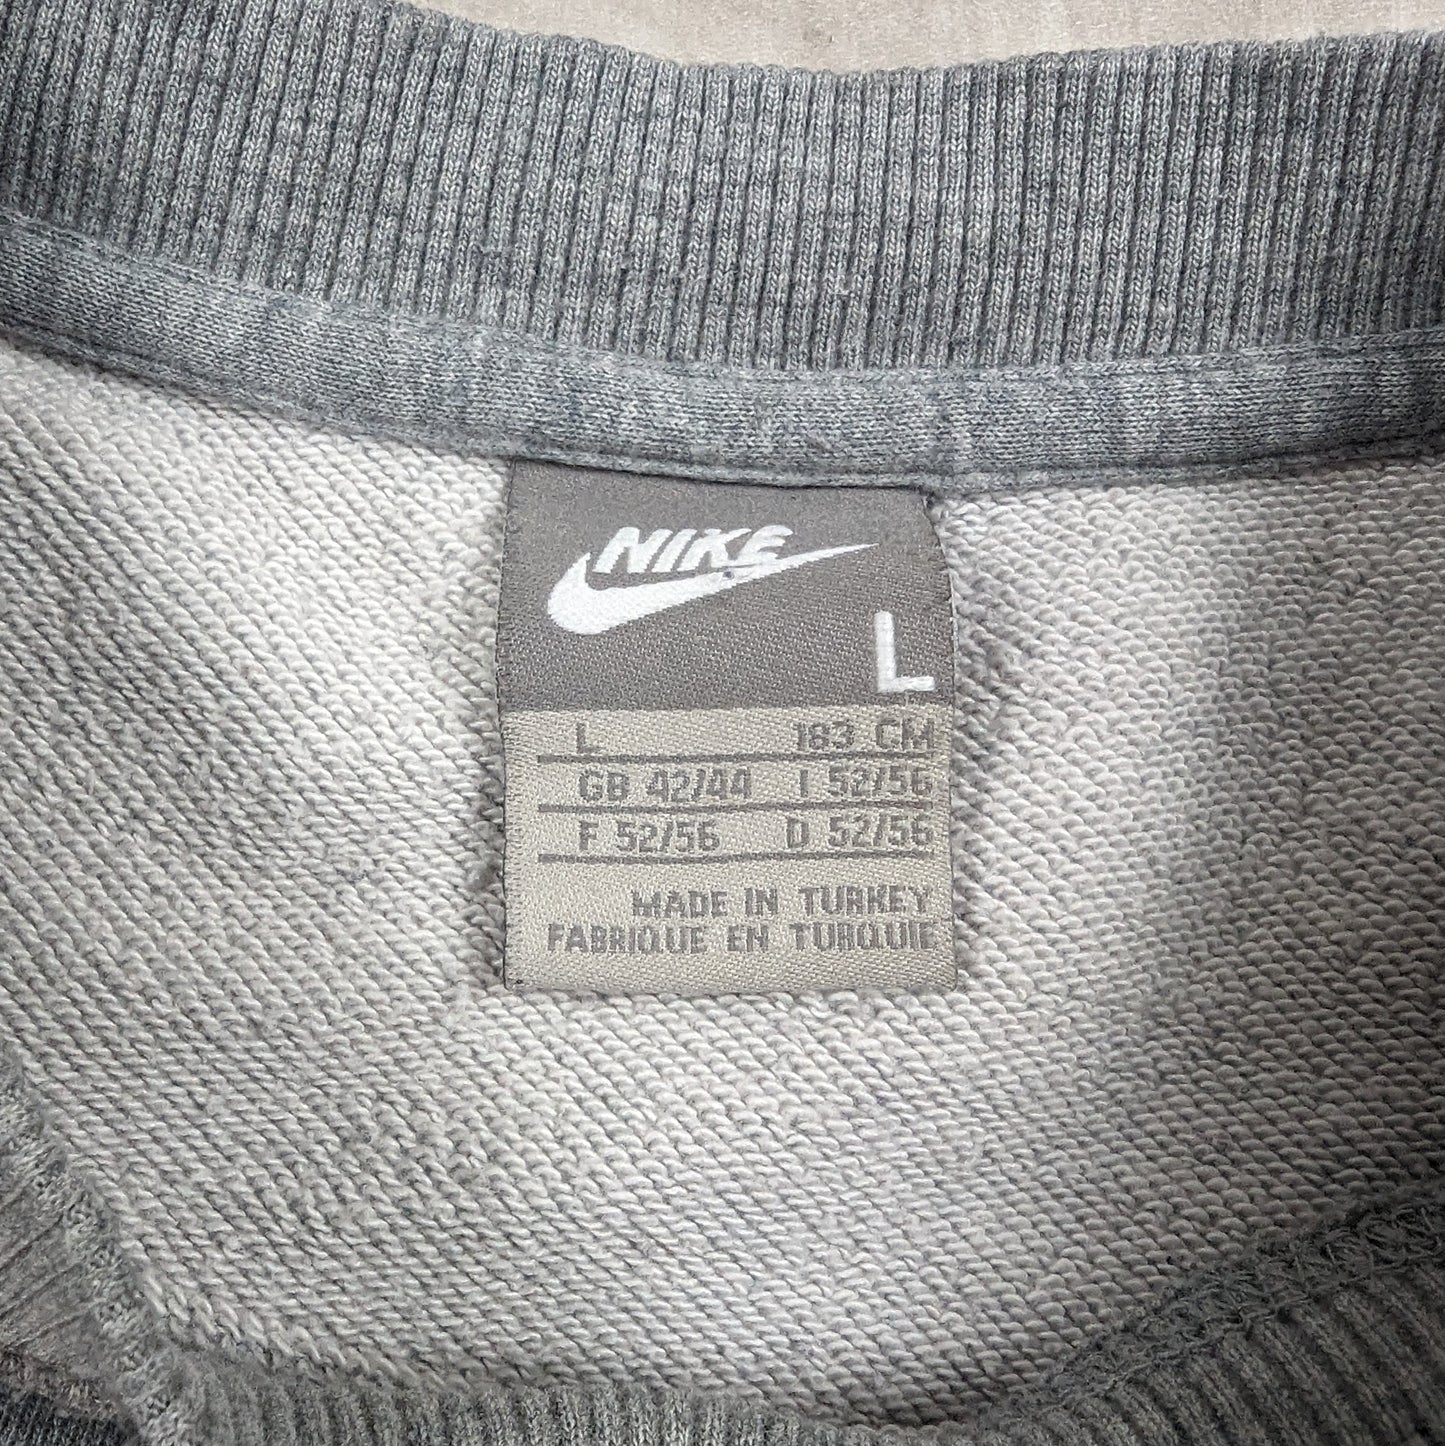 NIKE
L
L 183 CM
GB 42/44 I 52/56
F 52/56 D 52/56
MADE IN TURKEY
FABRIQUE EN TURQUIE